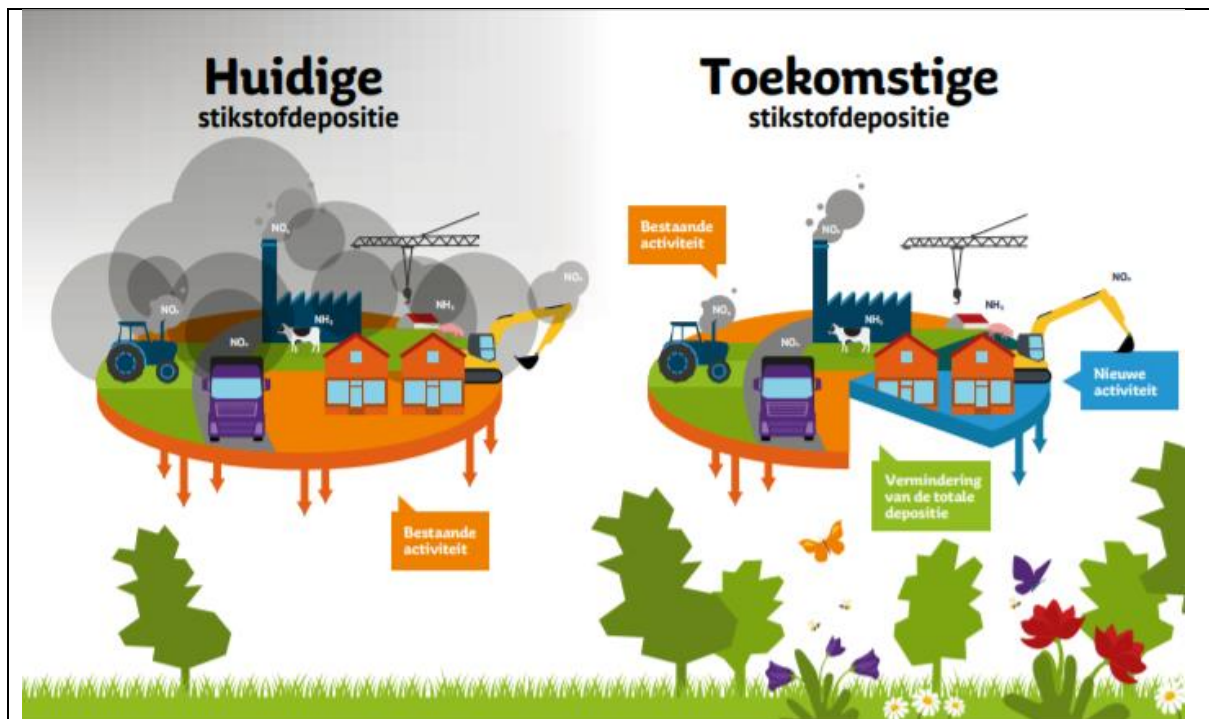 Huidige
stikstofdepositie
NOₓ
NOₓ
NH₃
NOₓ
NH₃
NOₓ
Bestaande
activiteit
Toekomstige
stikstofdepositie
Bestaande
activiteit
NOₓ
NOₓ
NH₃
NOₓ
NH₃
NOₓ
Nieuwe
activiteit
Vermindering
van de totale
depositie